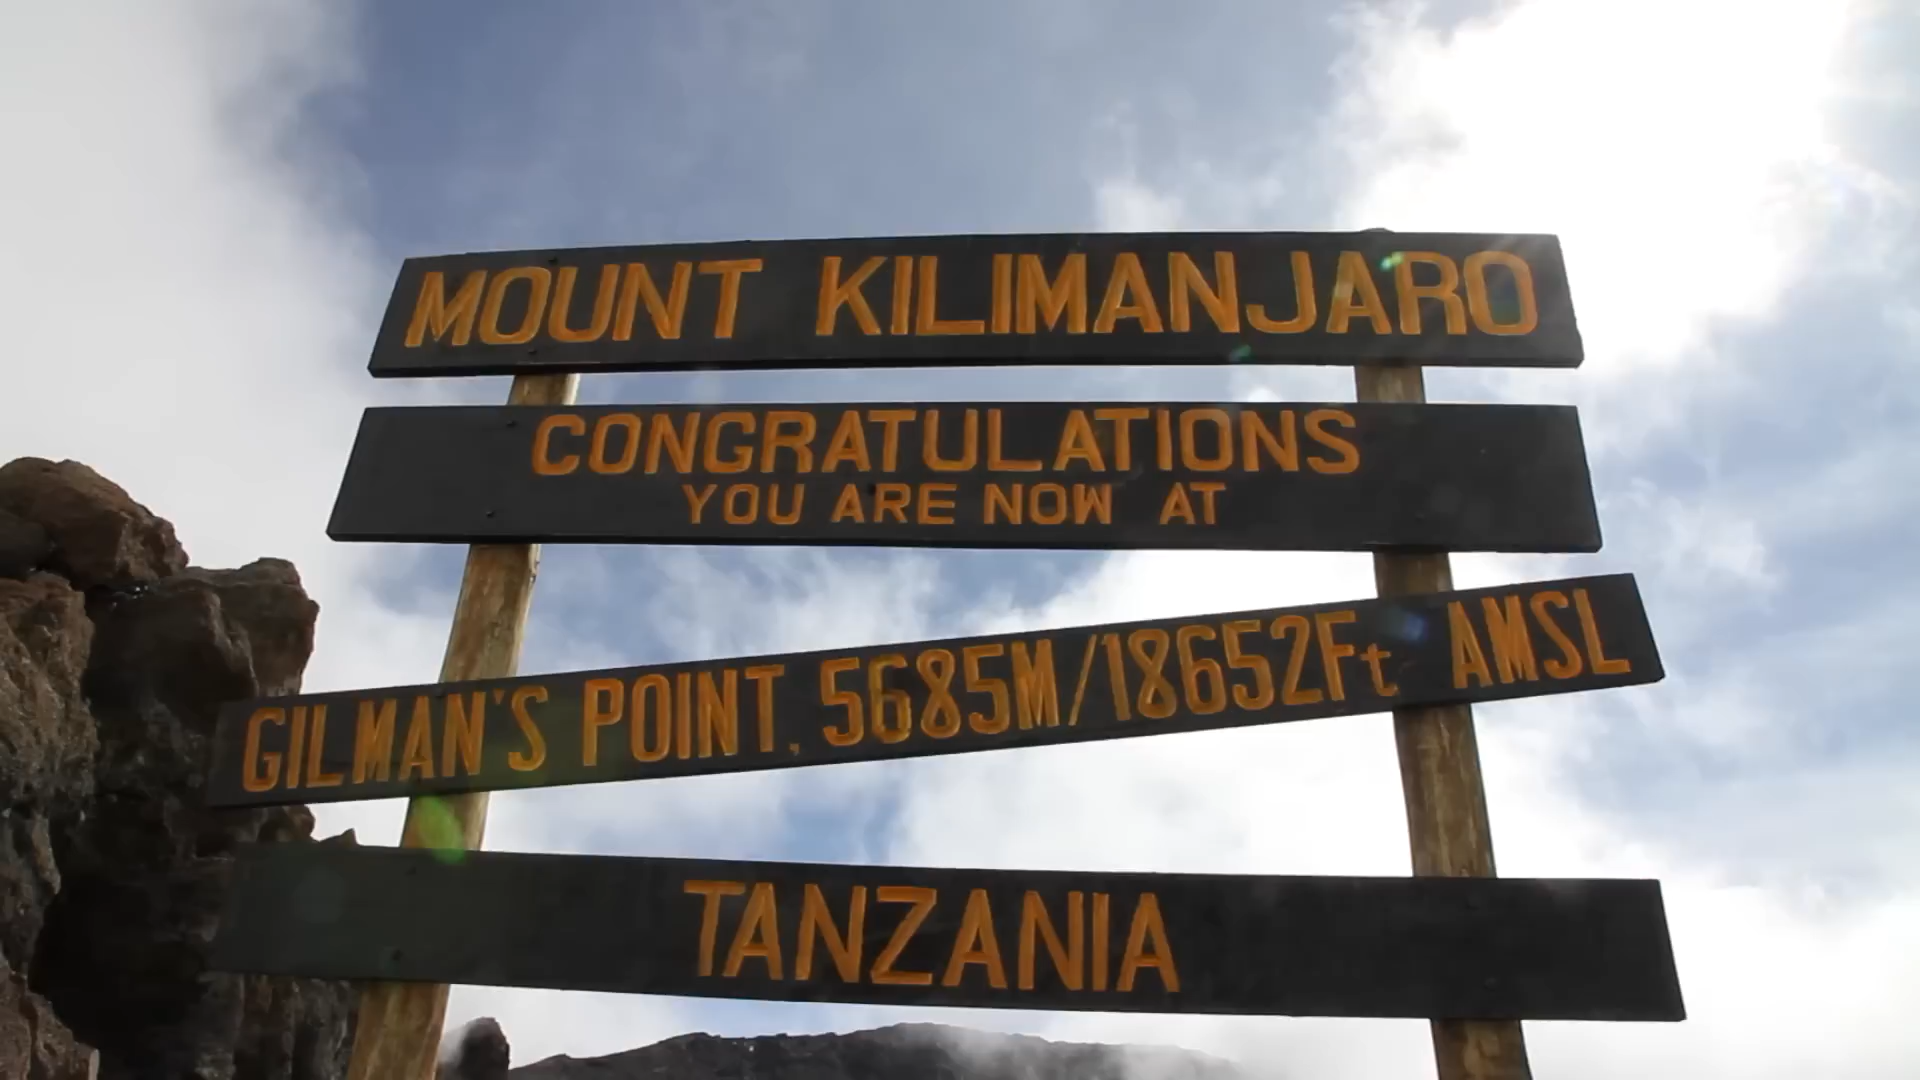 MOUNT KILIMANJARO
CONGRATULATIONS
YOU ARE NOW AT
GILMAN'S POINT, 5685M/18652Ft AMSL
TANZANIA